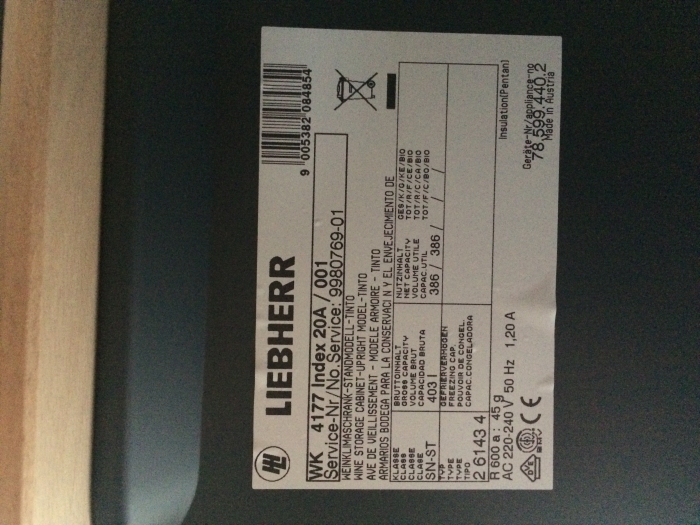 LIEBHERR
9 005382 084854
WK 4177 Index 20A / 001
Service-Nr/No.Service: 9980769-01
WEINKLIMASCHRANK-STANDMODELL-TINTO
WINE STORAGE CABINET-UPRIGHT MODEL-TINTO
AVE DE VIEILLISSEMENT - MODELE ARMOIRE - TINTO
ARMARIOS BODEGA PARA LA CONSERVACI N Y EL ENVEJECIMIENTO DE
KLASSE
CLASS
CLASSE
CLASE
SN-ST
BRUTTOINHALT
GROSS CAPACITY
VOLUME BRUT
CAPACIDAD BRUTA
403 l
NUTZINHALT
NET CAPACITY
VOLUME UTILE
CAPAC.UTIL
386 / 386 / / /
GES/K/G/KE/BIO
TOT/R/F/CE/BIO
TOT/R/C/CA/BIO
TOT/F/C/BO/BIO
TYP
TYPE
TYPE
TIPO
26143 4
GEFRIERVERMÖGEN
FREEZING CAP.
POUVOIR DE CONGEL.
CAPAC.CONGELADORA
R 600 a : 45 g
AC 220-240 V 50 Hz 1,20 A
Insulation(Pentan)
CE
Geräte-Nr/appliance-no
78.599.440.2
Made in Austria